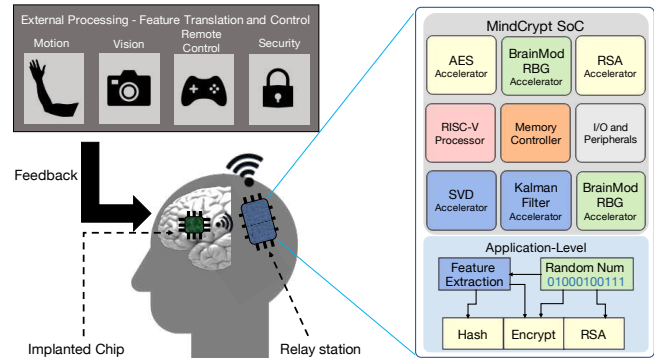 External Processing - Feature Translation and Control
Motion
Vision
Remote
Control
Security
Feedback
Implanted Chip
Relay station
MindCrypt SoC
AES
Accelerator
BrainMod
RBG
Accelerator
RSA
Accelerator
RISC-V
Processor
Memory
Controller
I/O and
Peripherals
SVD
Accelerator
Kalman
Filter
Accelerator
BrainMod
RBG
Accelerator
Application-Level
Feature
Extraction
Random Num
01000100111
Hash
Encrypt
RSA